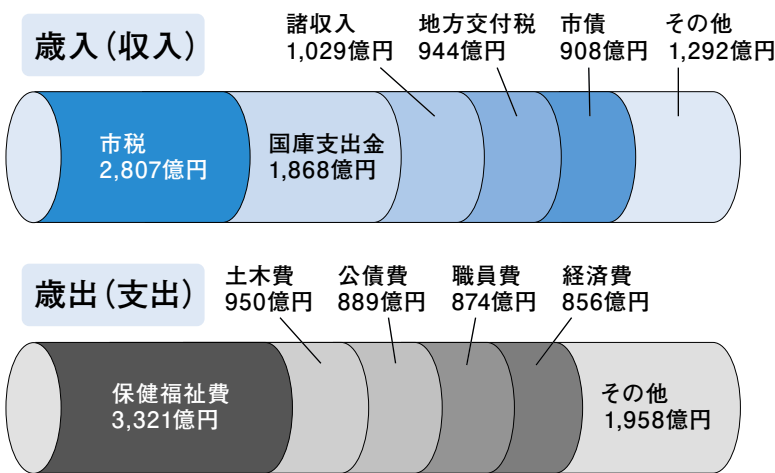 歳入(収入)
諸収入
1,029億円
地方交付税
944億円
市債
908億円
その他
1,292億円
市税
2,807億円
国庫支出金
1,868億円
歳出(支出)
土木費
950億円
公債費
889億円
職員費
874億円
経済費
856億円
保健福祉費
3,321億円
その他
1,958億円